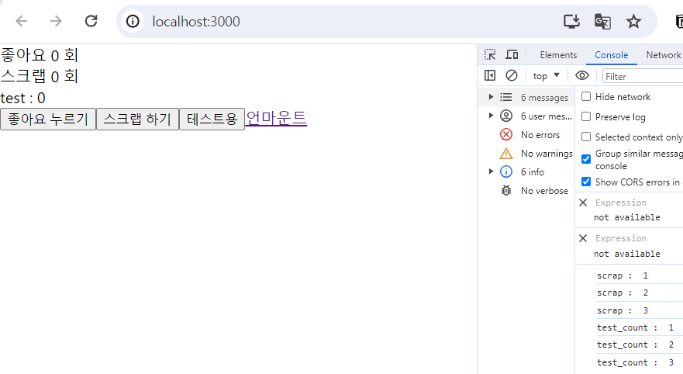 localhost:3000
좋아요 0 회
스크랩 0 회
test : 0
좋아요 누르기 스크랩 하기 테스트용 언마운트
Elements Console Network
top Filter
6 messages
6 user mes...
No errors
No warnings
6 info
No verbose
Hide network
Preserve log
Selected context only
Group similar messag
console
Show CORS errors in
Expression
not available
Expression
not available
scrap : 1
scrap : 2
scrap : 3
test_count : 1
test_count : 2
test_count : 3